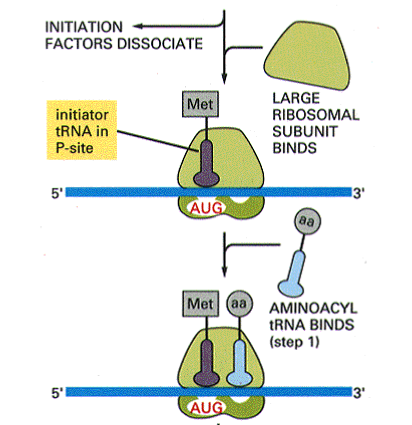 INITIATION
FACTORS DISSOCIATE
LARGE
RIBOSOMAL
SUBUNIT
BINDS
Met
initiator
tRNA in
P-site
5' 3'
AUG
aa
Met aa
AMINOACYL
tRNA BINDS
(step 1)
5' 3'
AUG